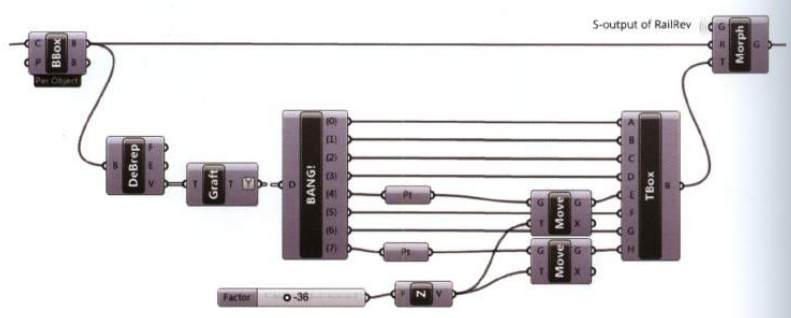 S-output of RailRev
C
P
BBox
B
B
Per Object
G
R
T
Morph
G
B
DeBrep
F
E
V
T
Graft
T
D
BANG!
(0)
(1)
(2)
(3)
(4)
(5)
(6)
(7)
Pt
Pt
G
T
Move
G
X
G
T
Move
G
X
A
B
C
D
E
F
G
H
TBox
B
Factor
-36
F
Z
V